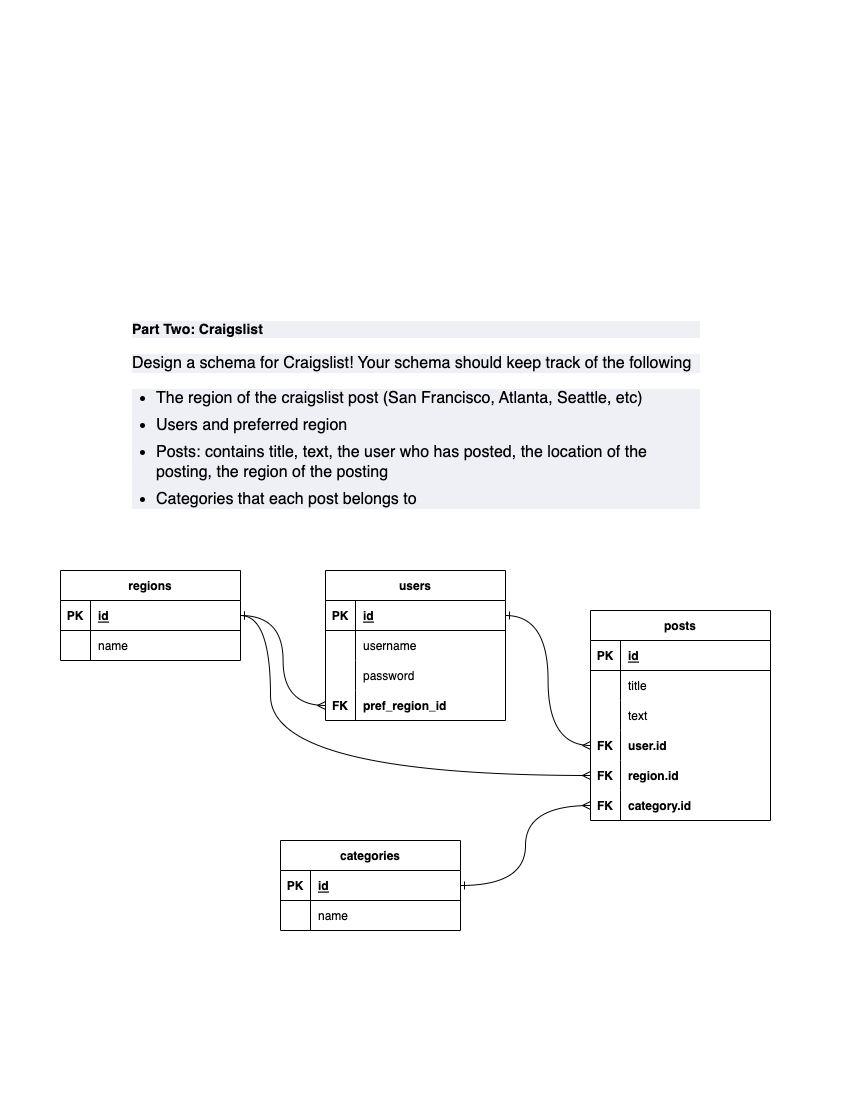 Part Two: Craigslist
Design a schema for Craigslist! Your schema should keep track of the following
• The region of the craigslist post (San Francisco, Atlanta, Seattle, etc)
• Users and preferred region
• Posts: contains title, text, the user who has posted, the location of the
posting, the region of the posting
• Categories that each post belongs to
regions
PK id
name
users
PK id
username
password
FK pref_region_id
posts
PK id
title
text
FK user.id
FK region.id
FK category.id
categories
PK id
name